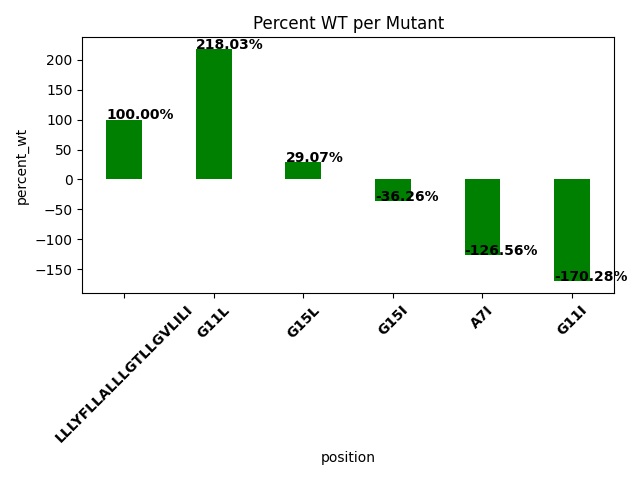 Percent WT per Mutant
percent_wt
200
150
100
50
0
−50
−100
−150
100.00%
218.03%
29.07%
-36.26%
-126.56%
-170.28%
LLLYFLLALLLGTLLGVLILI
G11L
G15L
G15I
A7I
G11I
position